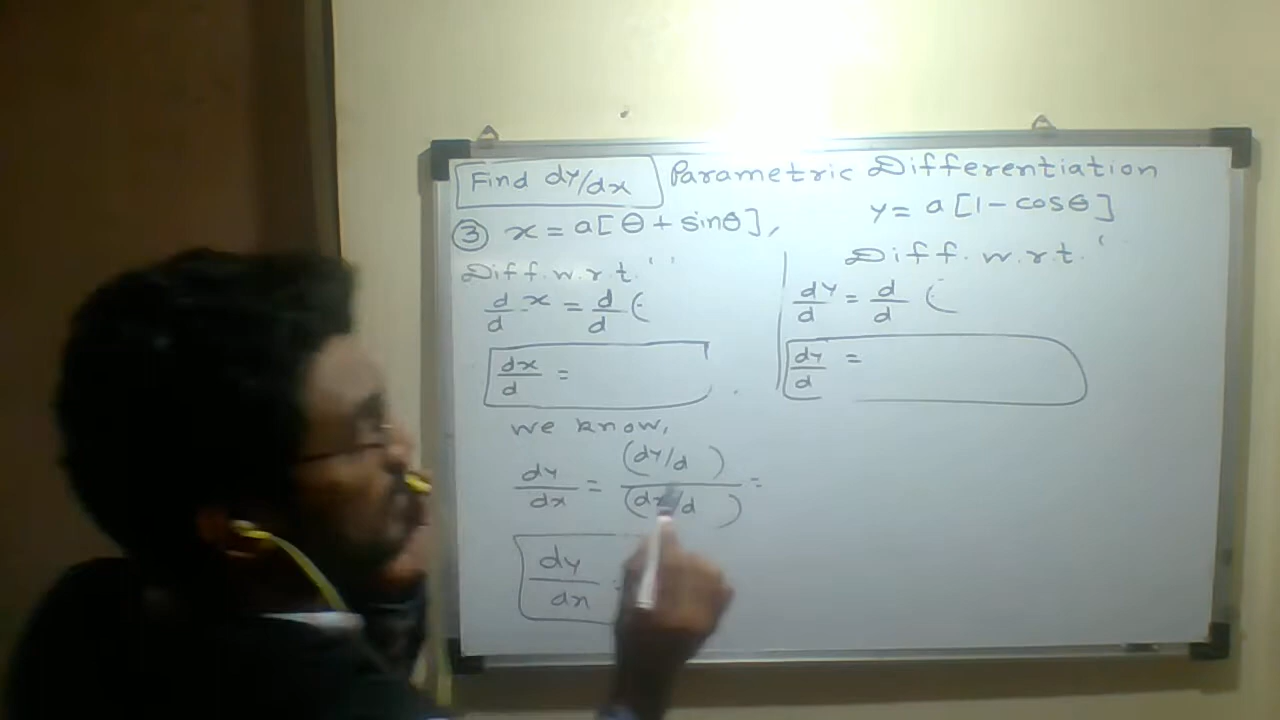 Find dy/dx Parametric Differentiation
③ x = a[θ + sinθ], y = a[1 - cosθ]
Diff. w.r.t. ' '
d/d x = d/d (
dx/d =
Diff. w.r.t. '
dy/d = d/d (
dy/d =
we know,
dy/dx = (dy/d ) / (dx/d ) =
dy/dx